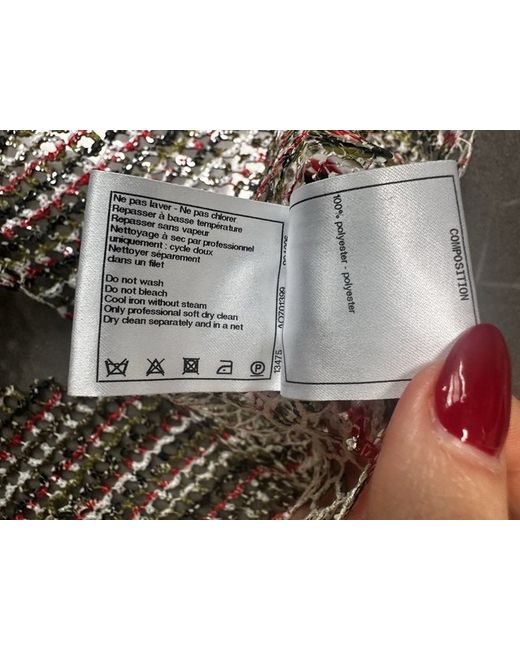 Ne pas laver - Ne pas chlorer
Repasser à basse température
Repasser sans vapeur
Nettoyage à sec par professionnel
uniquement : cycle doux
Nettoyer séparement
dans un filet
Do not wash
Do not bleach
Cool iron without steam
Only professional soft dry clean
Dry clean separately and in a net
P
13475
COMPOSITION
100% polyester - polyester